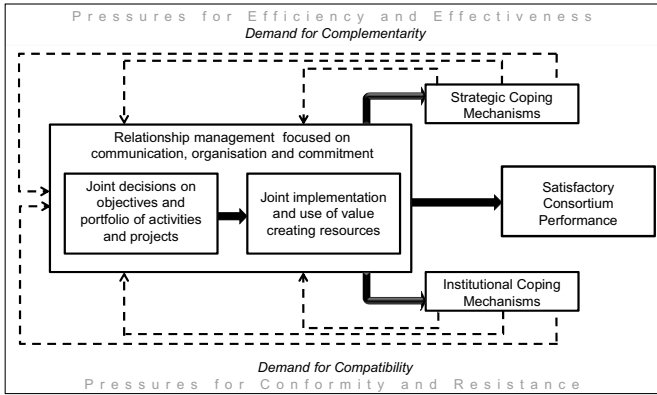 Pressures for Efficiency and Effectiveness
Demand for Complementarity
Strategic Coping
Mechanisms
Relationship management focused on
communication, organisation and commitment
Joint decisions on
objectives and
portfolio of activities
and projects
Joint implementation
and use of value
creating resources
Satisfactory
Consortium
Performance
Institutional Coping
Mechanisms
Demand for Compatibility
Pressures for Conformity and Resistance